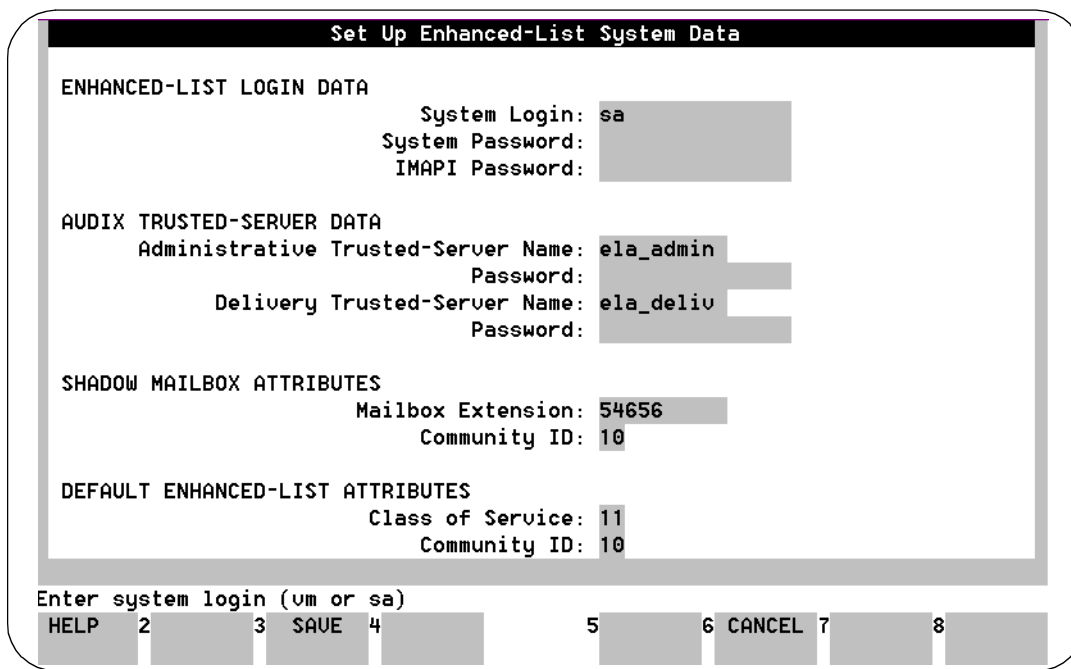 Set Up Enhanced-List System Data
ENHANCED-LIST LOGIN DATA
System Login: sa
System Password:
IMAPI Password:
AUDIX TRUSTED-SERVER DATA
Administrative Trusted-Server Name: ela_admin
Password:
Delivery Trusted-Server Name: ela_deliv
Password:
SHADOW MAILBOX ATTRIBUTES
Mailbox Extension: 54656
Community ID: 10
DEFAULT ENHANCED-LIST ATTRIBUTES
Class of Service: 11
Community ID: 10
Enter system login (vm or sa)
HELP 2 3 SAVE 4 5 6 CANCEL 7 8